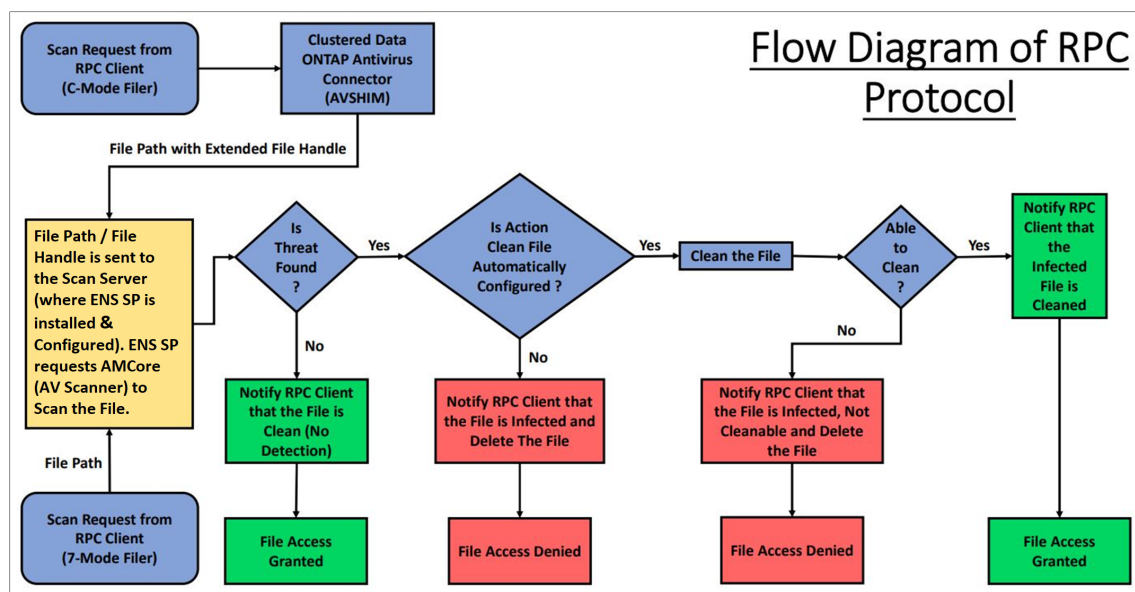 Flow Diagram of RPC
Protocol
Scan Request from
RPC Client
(C-Mode Filer)
Clustered Data
ONTAP Antivirus
Connector
(AVSHIM)
File Path with Extended File Handle
File Path / File
Handle is sent to
the Scan Server
(where ENS SP is
installed &
Configured). ENS SP
requests AMCore
(AV Scanner) to
Scan the File.
File Path
Scan Request from
RPC Client
(7-Mode Filer)
Is
Threat
Found
?
Yes
No
Notify RPC Client
that the File is
Clean (No
Detection)
File Access
Granted
Is Action
Clean File
Automatically
Configured ?
Yes
No
Notify RPC Client that
the File is Infected and
Delete The File
File Access Denied
Clean the File
Able
to
Clean
?
Yes
No
Notify RPC Client that
the File is Infected, Not
Cleanable and Delete
the File
File Access Denied
Notify RPC
Client that
the
Infected
File is
Cleaned
File Access
Granted